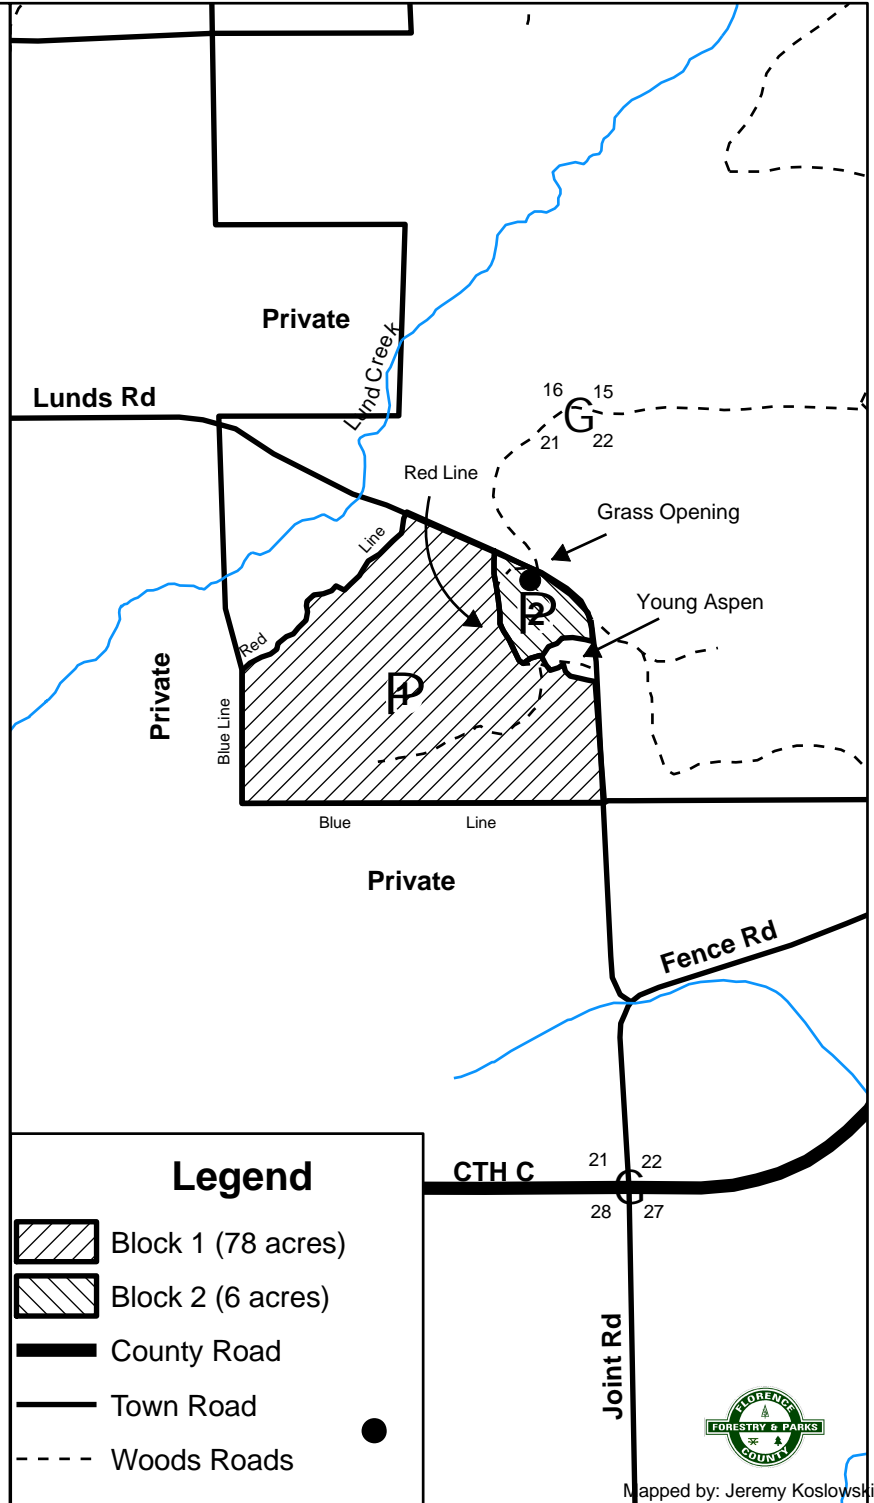 Private
Lund Creek
Lunds Rd
16 15
G
21 22
Red Line
Grass Opening
Line
P
2
Young Aspen
Red
Private
P
1
Blue Line
Blue Line
Private
Fence Rd
21 22
CTH C
G
28 27
Legend
Block 1 (78 acres)
Block 2 (6 acres)
County Road
Town Road
Woods Roads
Joint Rd
FLORENCE
FORESTRY & PARKS
COUNTY
Mapped by: Jeremy Koslowski